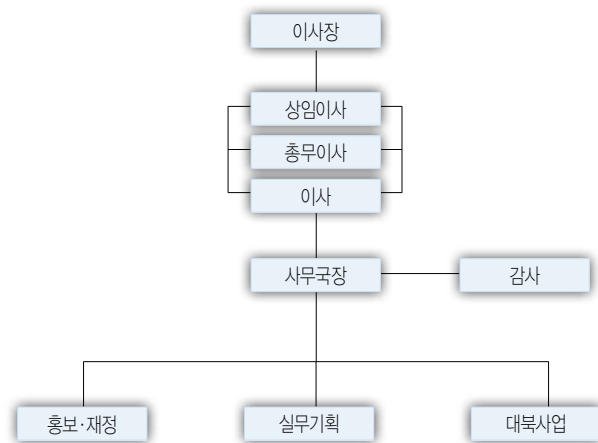 이사장
상임이사
총무이사
이사
사무국장
감사
홍보·재정
실무기획
대북사업